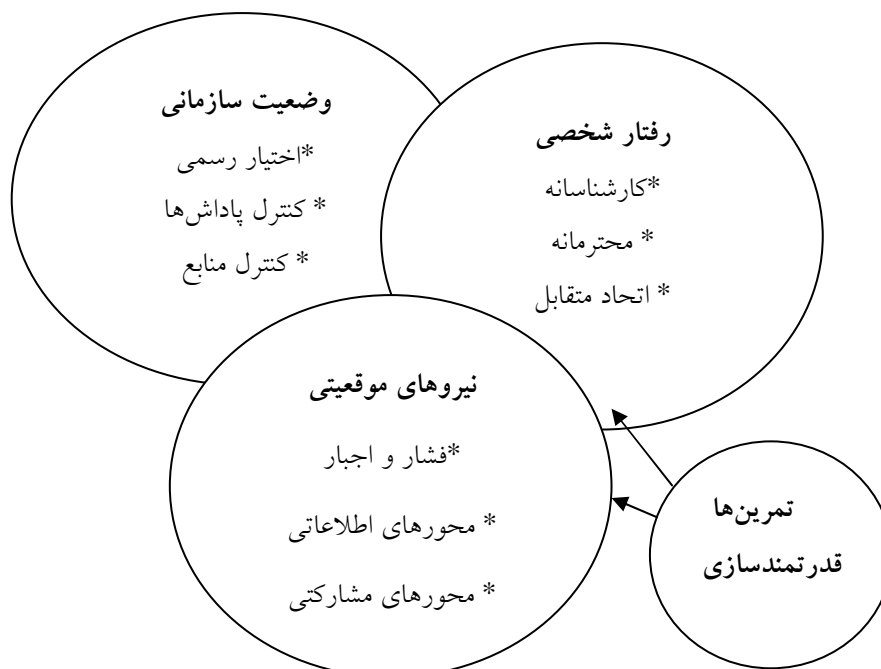 وضعیت سازمانی
*اختیار رسمی
* کنترل پاداش‌ها
* کنترل منابع
رفتار شخصی
*کارشناسانه
* محترمانه
* اتحاد متقابل
نیروهای موقعیتی
*فشار و اجبار
* محورهای اطلاعاتی
* محورهای مشارکتی
تمرین‌ها
قدرتمندسازی